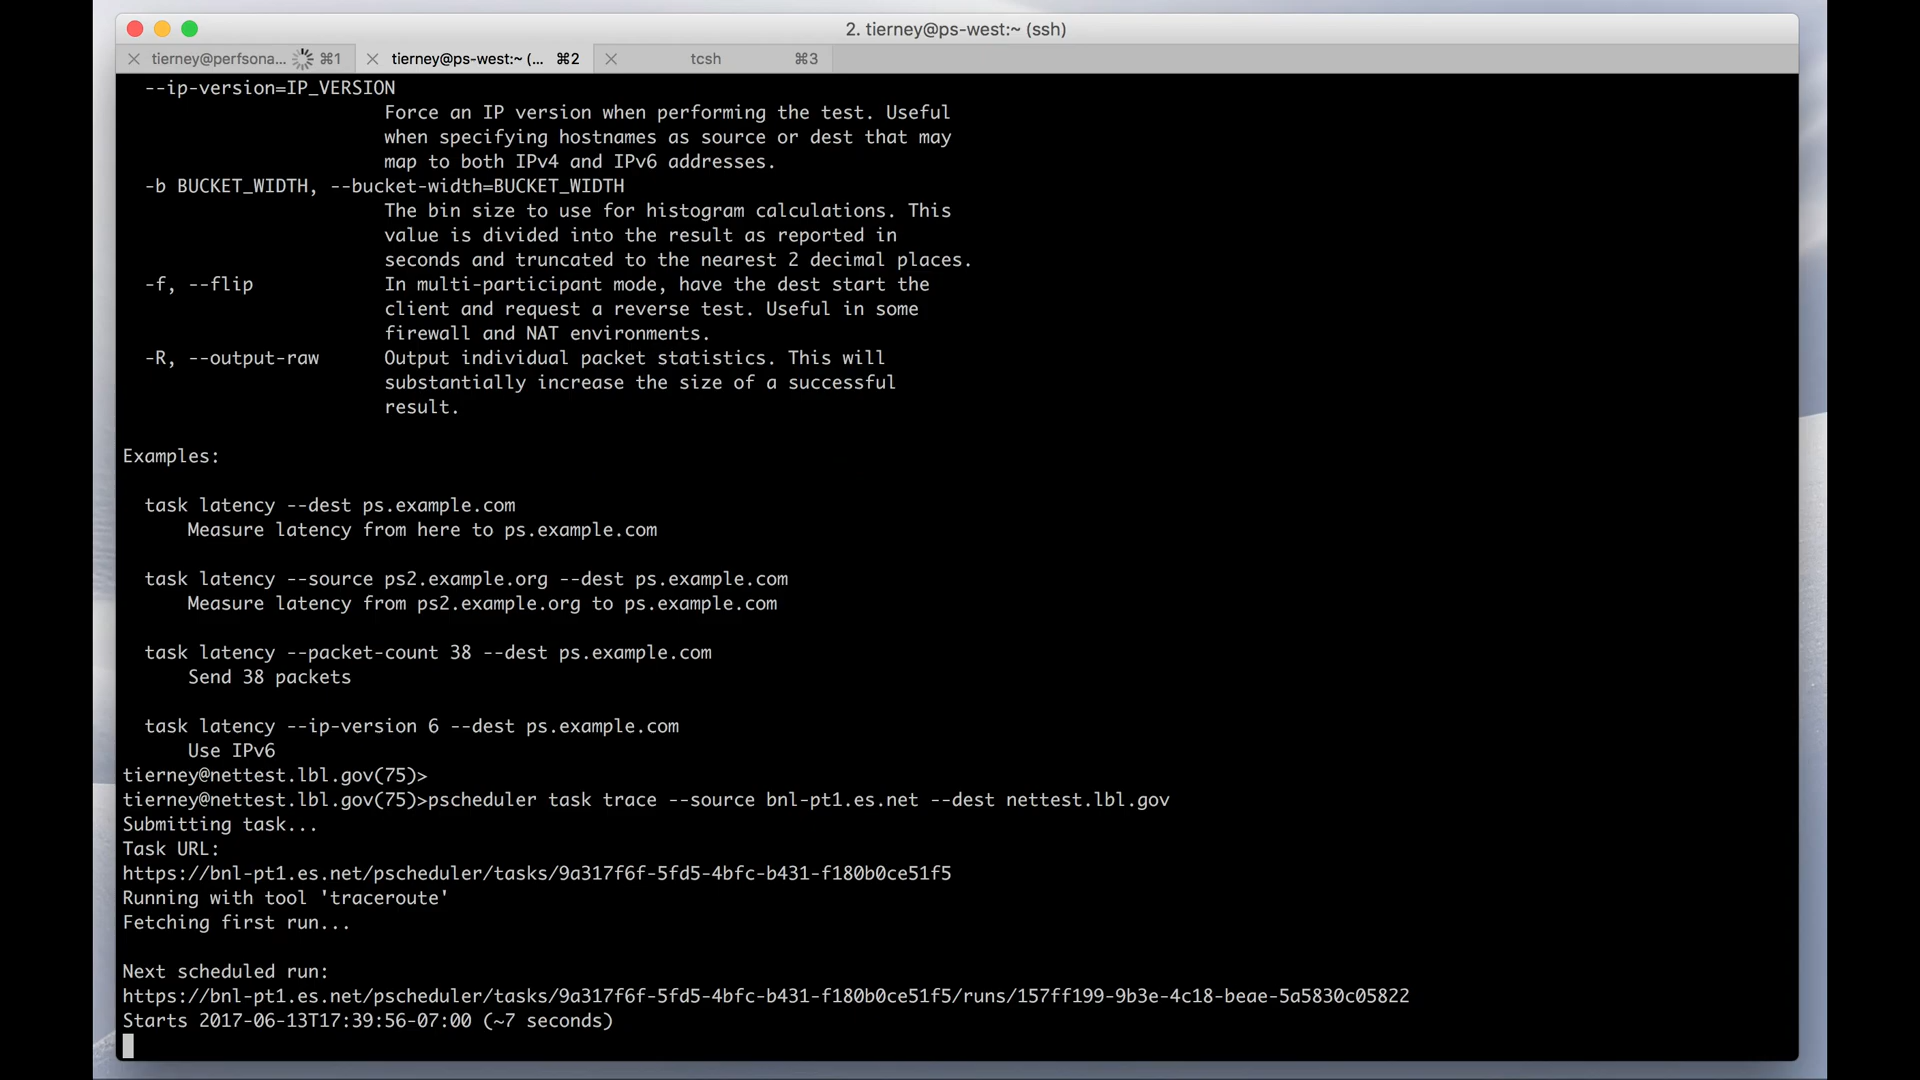 2. tierney@ps-west:~ (ssh)
tierney@perfsona... ⌘1 tierney@ps-west:~ (... ⌘2 tcsh ⌘3
--ip-version=IP_VERSION
Force an IP version when performing the test. Useful
when specifying hostnames as source or dest that may
map to both IPv4 and IPv6 addresses.
-b BUCKET_WIDTH, --bucket-width=BUCKET_WIDTH
The bin size to use for histogram calculations. This
value is divided into the result as reported in
seconds and truncated to the nearest 2 decimal places.
-f, --flip In multi-participant mode, have the dest start the
client and request a reverse test. Useful in some
firewall and NAT environments.
-R, --output-raw Output individual packet statistics. This will
substantially increase the size of a successful
result.
Examples:
task latency --dest ps.example.com
Measure latency from here to ps.example.com
task latency --source ps2.example.org --dest ps.example.com
Measure latency from ps2.example.org to ps.example.com
task latency --packet-count 38 --dest ps.example.com
Send 38 packets
task latency --ip-version 6 --dest ps.example.com
Use IPv6
tierney@nettest.lbl.gov(75)>
tierney@nettest.lbl.gov(75)>pscheduler task trace --source bnl-pt1.es.net --dest nettest.lbl.gov
Submitting task...
Task URL:
https://bnl-pt1.es.net/pscheduler/tasks/9a317f6f-5fd5-4bfc-b431-f180b0ce51f5
Running with tool 'traceroute'
Fetching first run...
Next scheduled run:
https://bnl-pt1.es.net/pscheduler/tasks/9a317f6f-5fd5-4bfc-b431-f180b0ce51f5/runs/157ff199-9b3e-4c18-beae-5a5830c05822
Starts 2017-06-13T17:39:56-07:00 (~7 seconds)